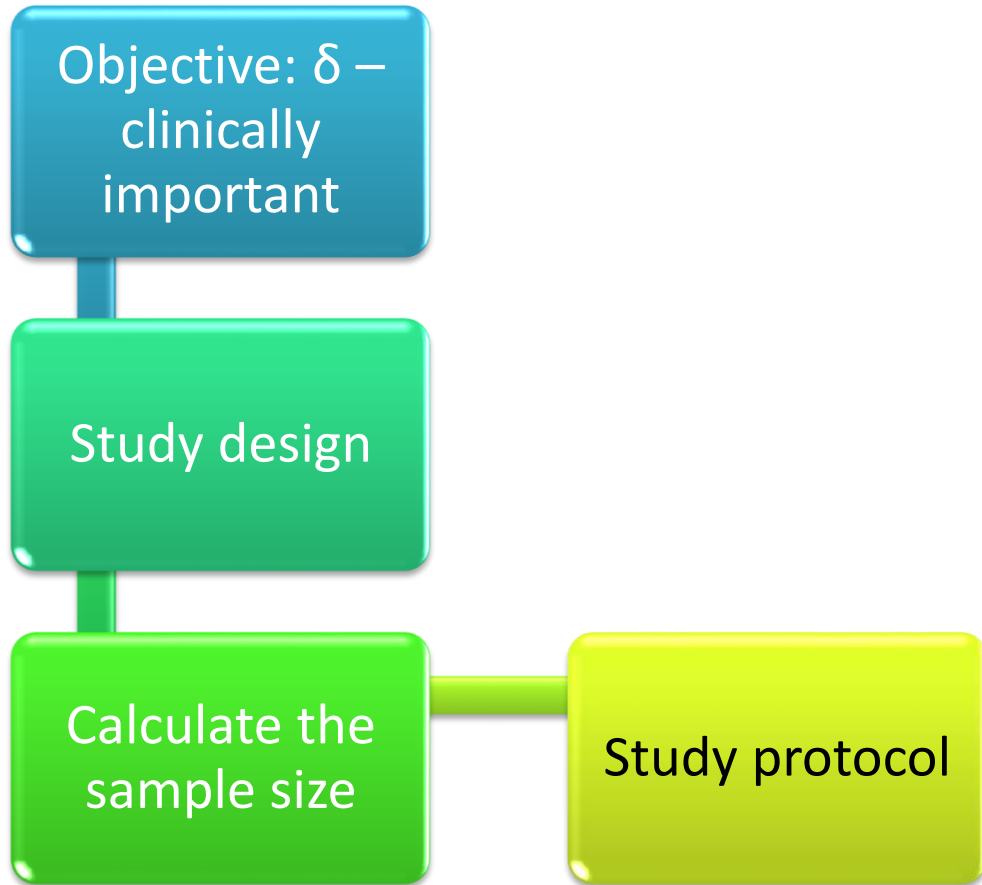 Objective: δ –
clinically
important
Study design
Calculate the
sample size
Study protocol